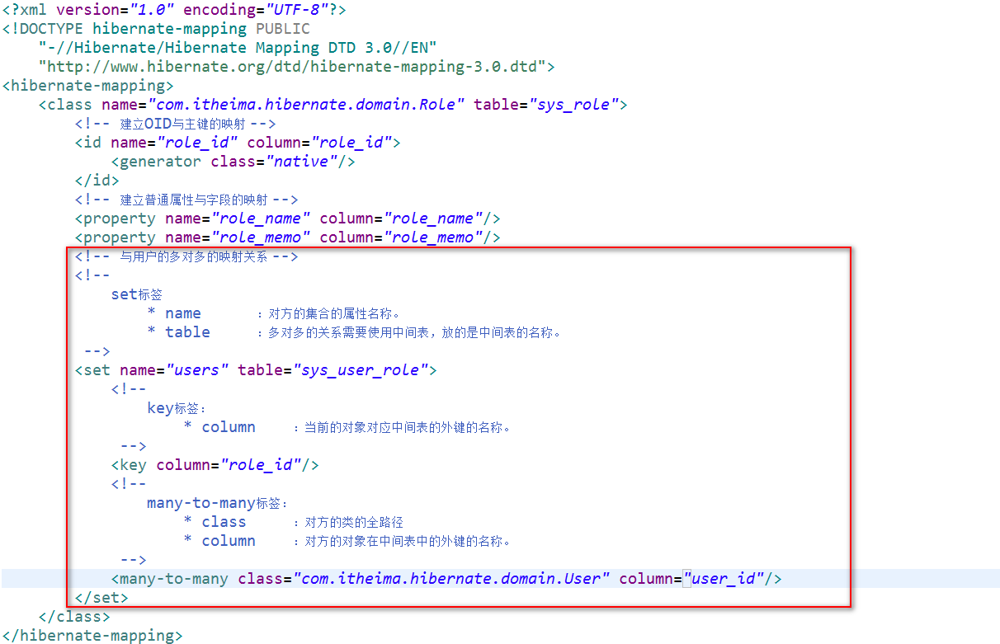 <?xml version="1.0" encoding="UTF-8"?>
<!DOCTYPE hibernate-mapping PUBLIC
"-//Hibernate/Hibernate Mapping DTD 3.0//EN"
"http://www.hibernate.org/dtd/hibernate-mapping-3.0.dtd">
<hibernate-mapping>
<class name="com.itheima.hibernate.domain.Role" table="sys_role">
<!-- 建立OID与主键的映射 -->
<id name="role_id" column="role_id">
<generator class="native"/>
</id>
<!-- 建立普通属性与字段的映射 -->
<property name="role_name" column="role_name"/>
<property name="role_memo" column="role_memo"/>
<!-- 与用户的多对多的映射关系 -->
<!--
set标签
* name ：对方的集合的属性名称。
* table ：多对多的关系需要使用中间表，放的是中间表的名称。
-->
<set name="users" table="sys_user_role">
<!--
key标签：
* column ：当前的对象对应中间表的外键的名称。
-->
<key column="role_id"/>
<!--
many-to-many标签：
* class ：对方的类的全路径
* column ：对方的对象在中间表中的外键的名称。
-->
<many-to-many class="com.itheima.hibernate.domain.User" column="user_id"/>
</set>
</class>
</hibernate-mapping>